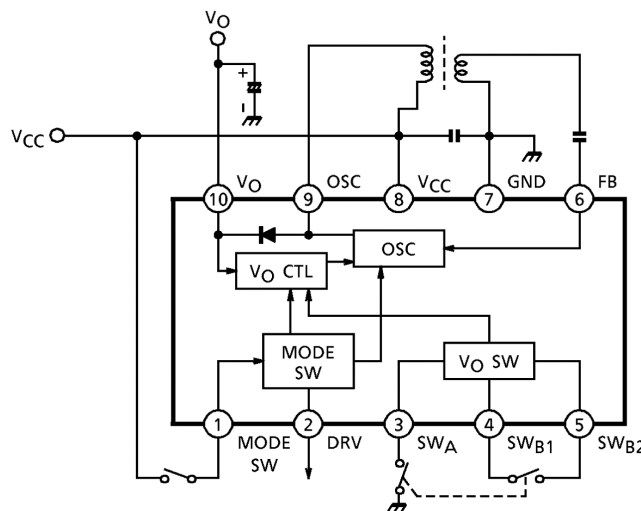 VO
+
VCC
VO OSC VCC GND FB
10 9 8 7 6
OSC
VO CTL
MODE
SW
VO SW
1 2 3 4 5
MODE
SW
DRV SWA SWB1 SWB2